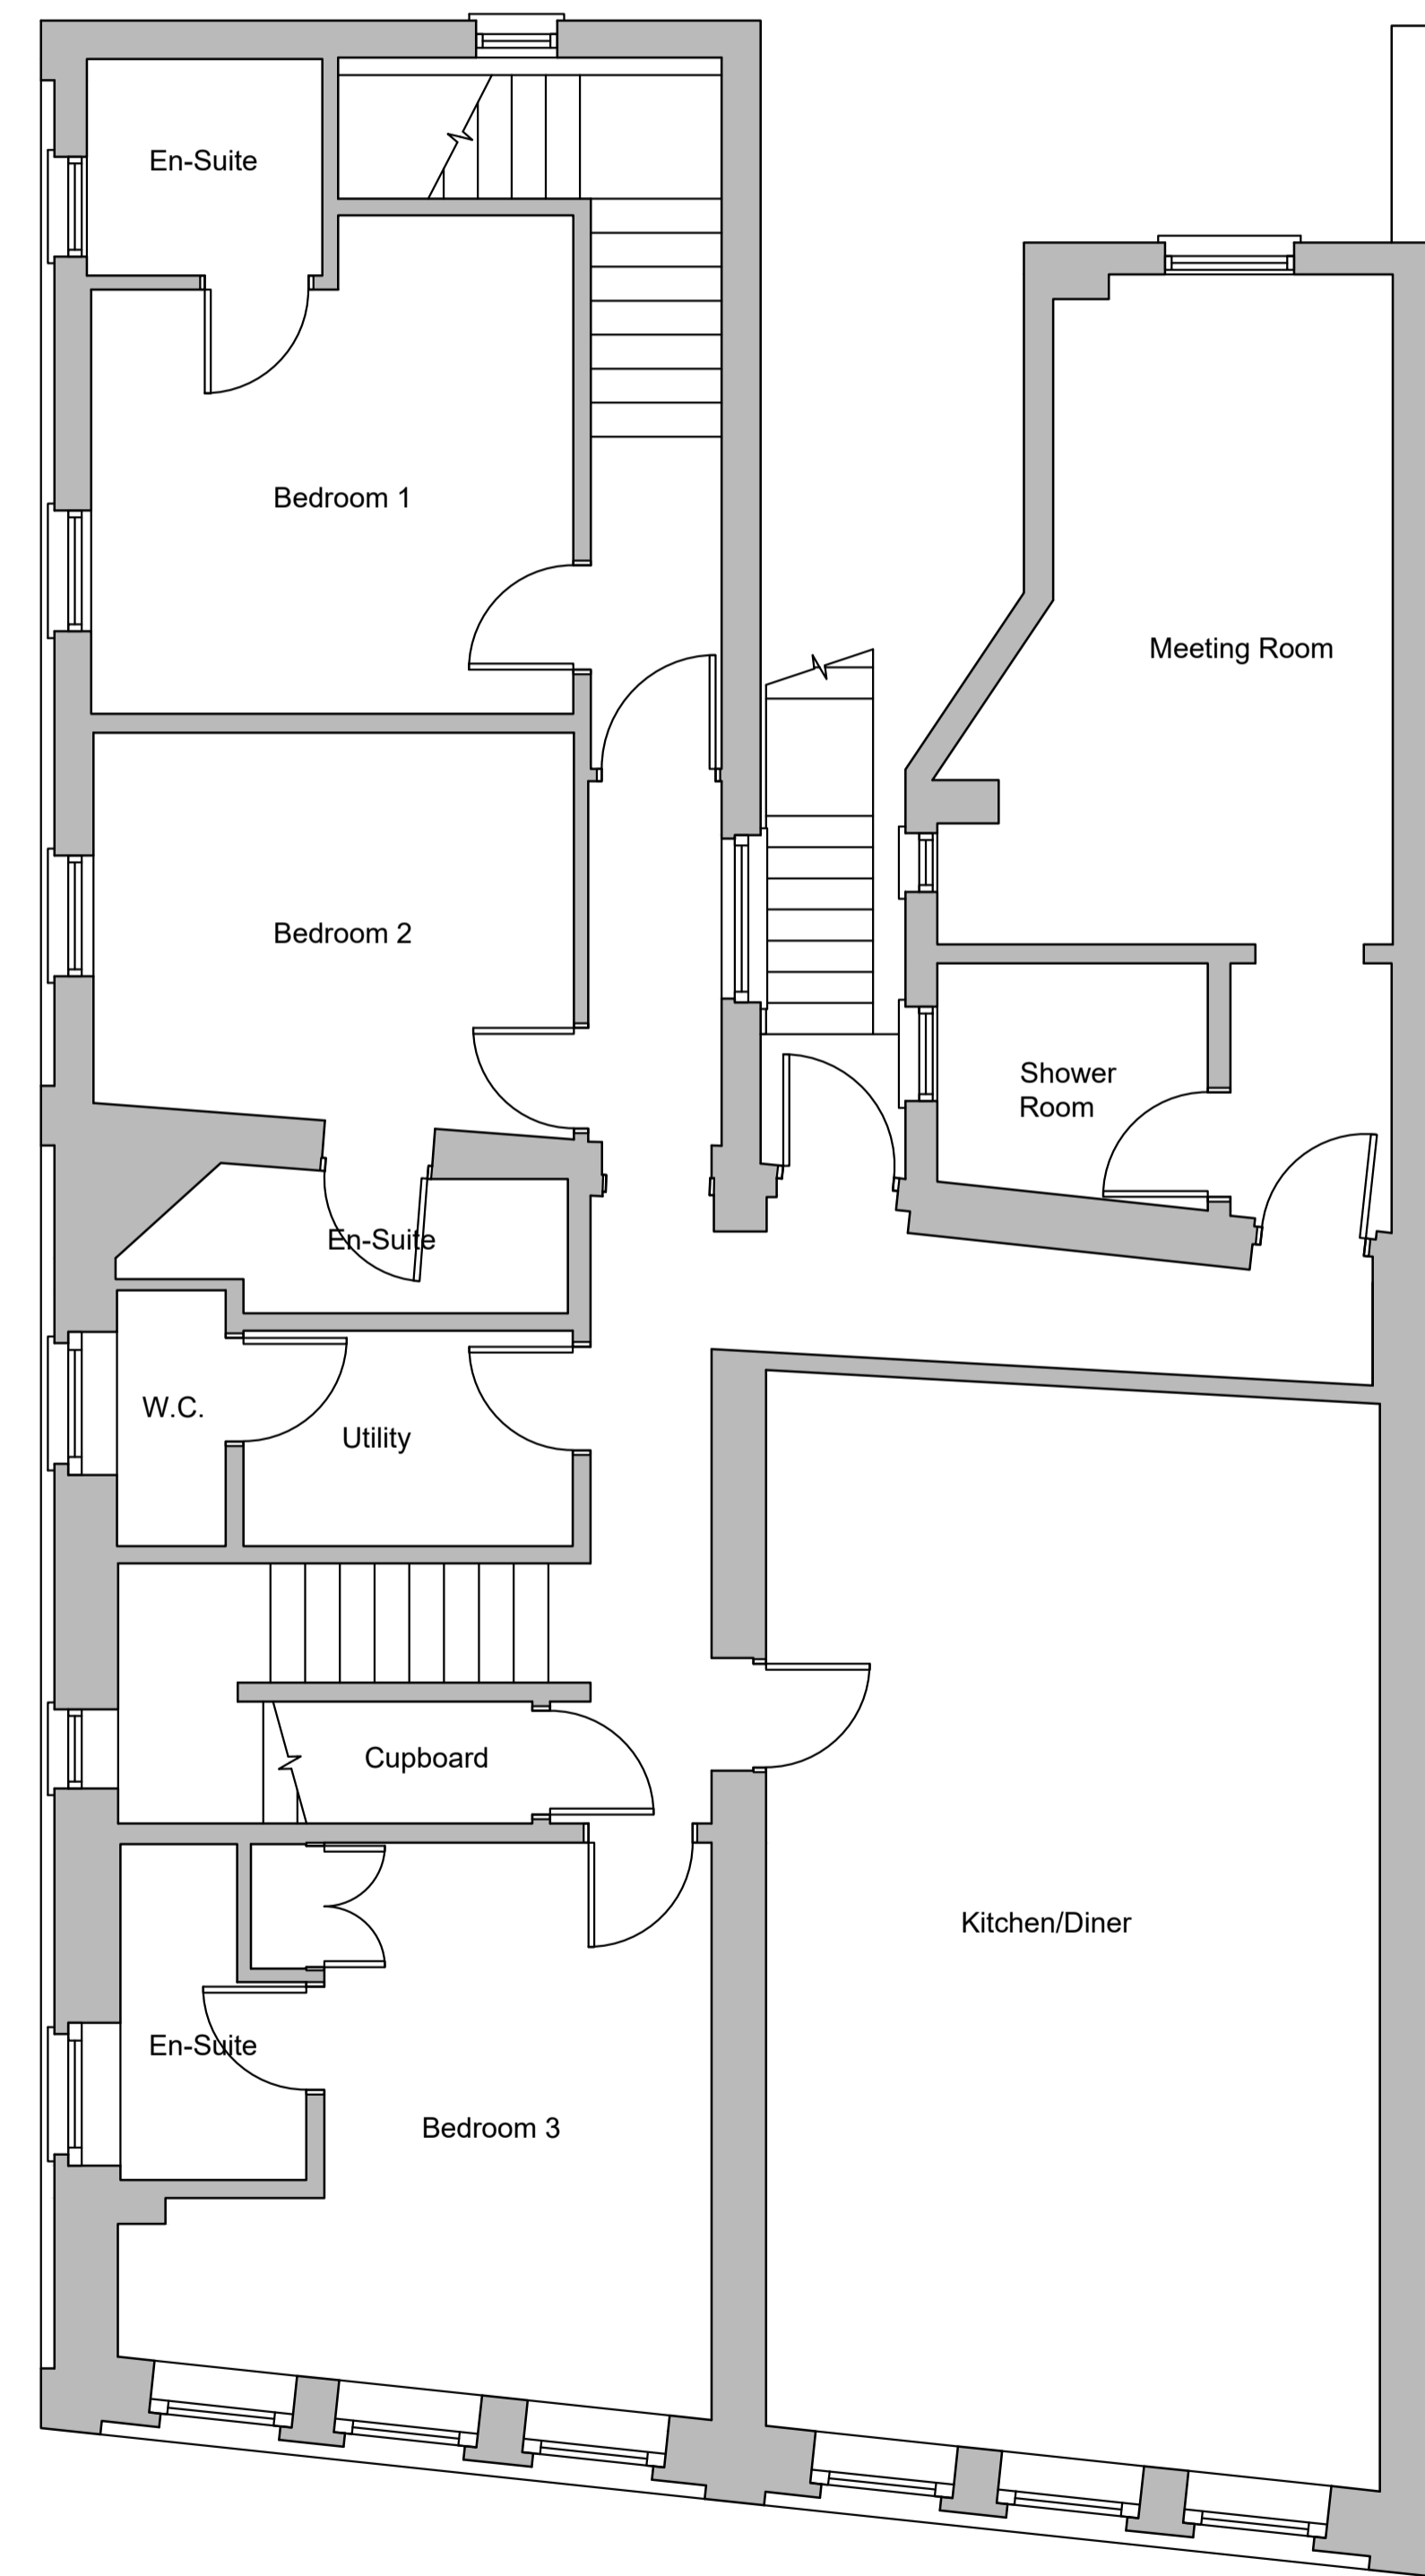 En-Suite
Bedroom 1
Meeting Room
Bedroom 2
Shower
Room
En-Suite
W.C.
Utility
Cupboard
Kitchen/Diner
En-Suite
Bedroom 3